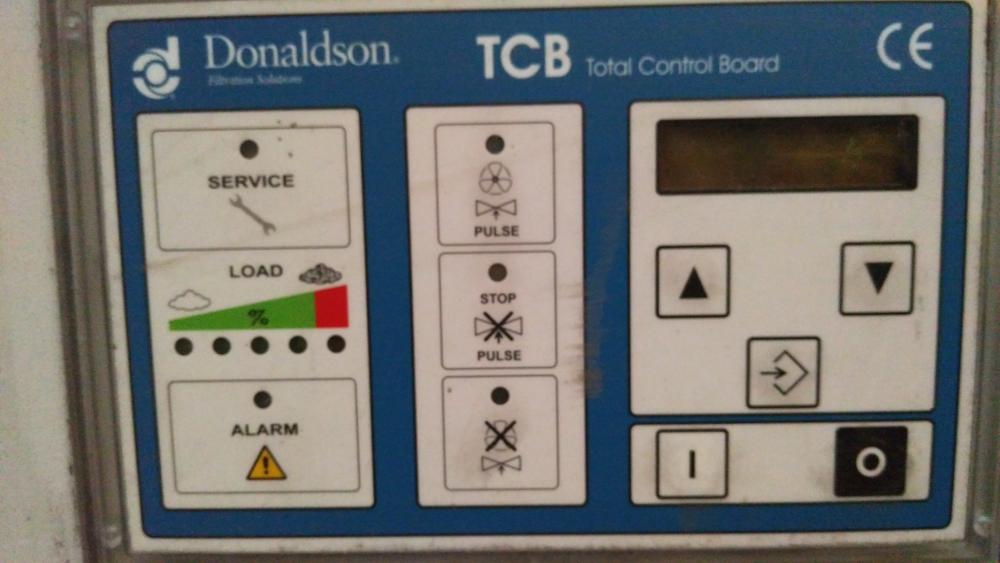 Donaldson®
Filtration Solutions
TCB Total Control Board
CE
SERVICE
LOAD
%
ALARM
PULSE
STOP
PULSE
I
O